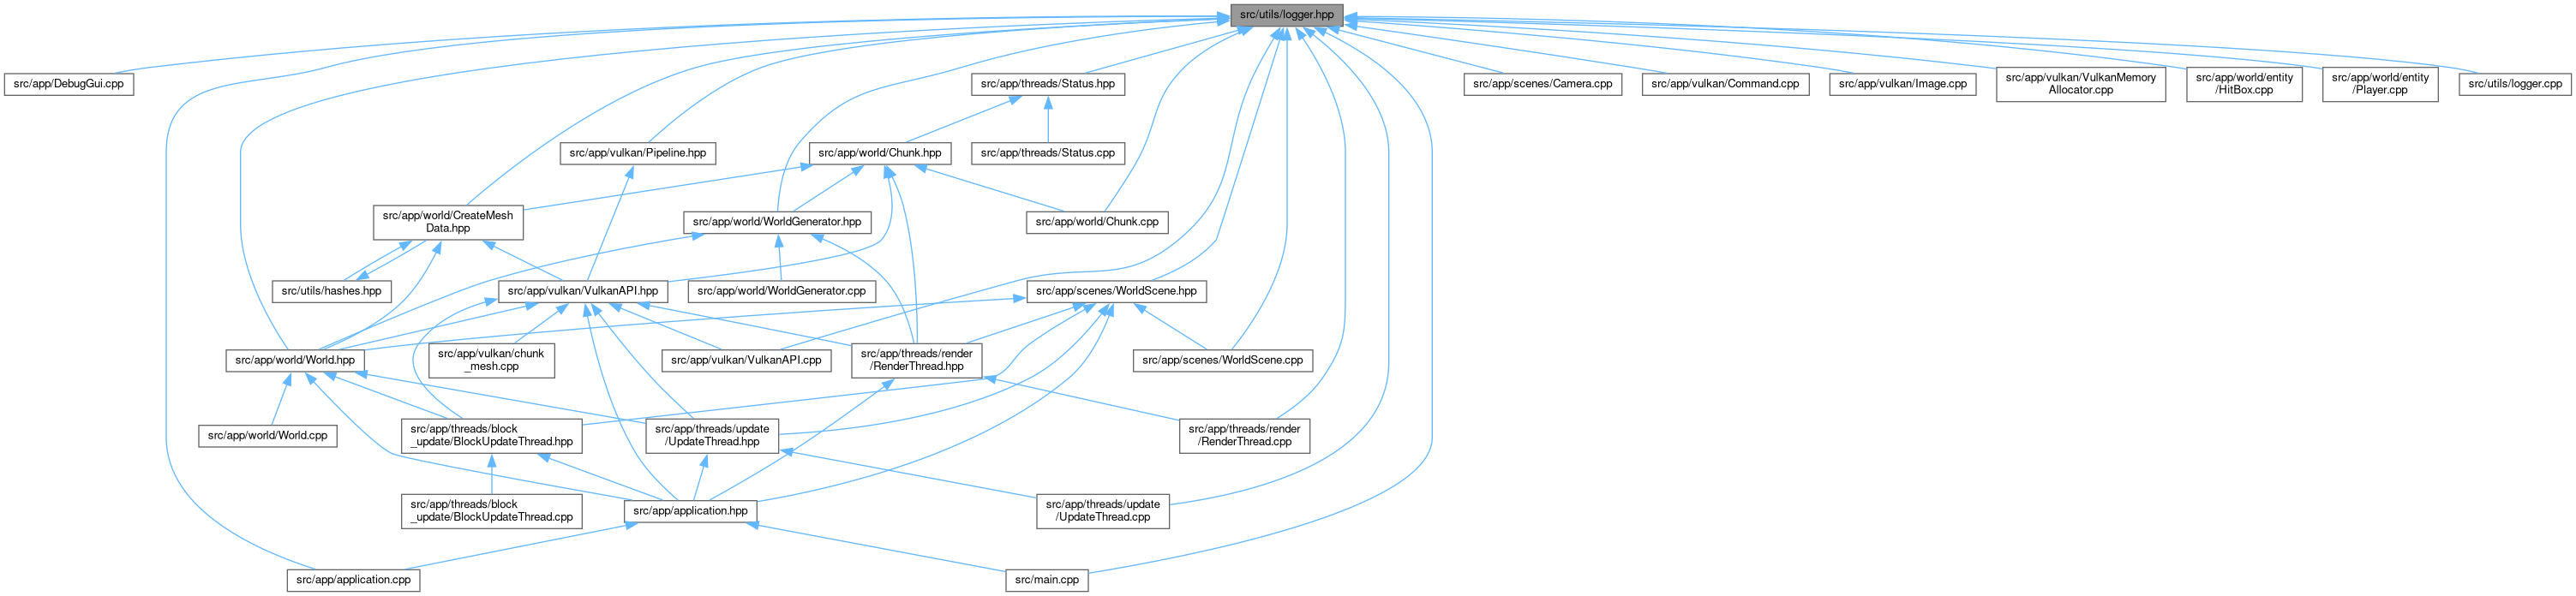 src/utils/logger.hpp
src/app/DebugGui.cpp
src/app/threads/Status.hpp
src/app/scenes/Camera.cpp
src/app/vulkan/Command.cpp
src/app/vulkan/Image.cpp
src/app/vulkan/VulkanMemory
Allocator.cpp
src/app/world/entity
/HitBox.cpp
src/app/world/entity
/Player.cpp
src/utils/logger.cpp
src/app/vulkan/Pipeline.hpp
src/app/world/Chunk.hpp
src/app/threads/Status.cpp
src/app/world/CreateMesh
Data.hpp
src/app/world/WorldGenerator.hpp
src/app/world/Chunk.cpp
src/utils/hashes.hpp
src/app/vulkan/VulkanAPI.hpp
src/app/world/WorldGenerator.cpp
src/app/scenes/WorldScene.hpp
src/app/world/World.hpp
src/app/vulkan/chunk
_mesh.cpp
src/app/vulkan/VulkanAPI.cpp
src/app/threads/render
/RenderThread.hpp
src/app/scenes/WorldScene.cpp
src/app/world/World.cpp
src/app/threads/block
_update/BlockUpdateThread.hpp
src/app/threads/update
/UpdateThread.hpp
src/app/threads/render
/RenderThread.cpp
src/app/threads/block
_update/BlockUpdateThread.cpp
src/app/application.hpp
src/app/threads/update
/UpdateThread.cpp
src/app/application.cpp
src/main.cpp